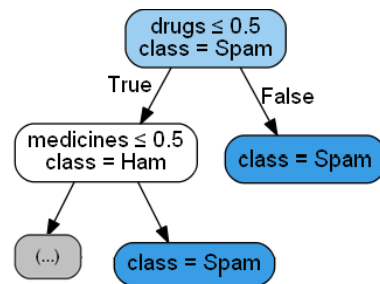 drugs ≤ 0.5
class = Spam
True
False
medicines ≤ 0.5
class = Ham
class = Spam
(...)
class = Spam